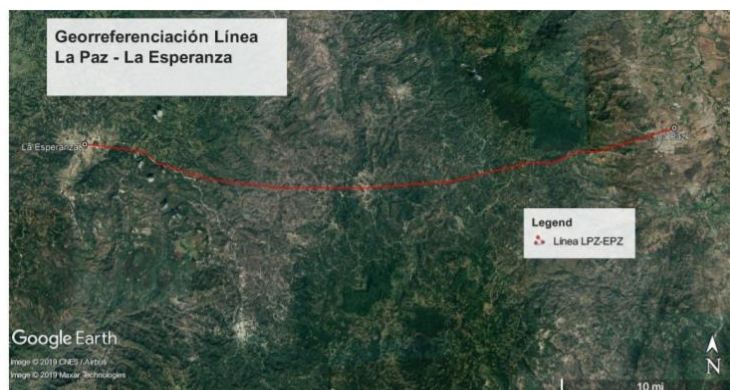 Georreferenciación Línea
La Paz - La Esperanza
La Esperanza
Legend
Línea LPZ-EPZ
Google Earth
Image © 2019 CNES / Airbus
Image © 2019 Maxar Technologies
N
10 mi